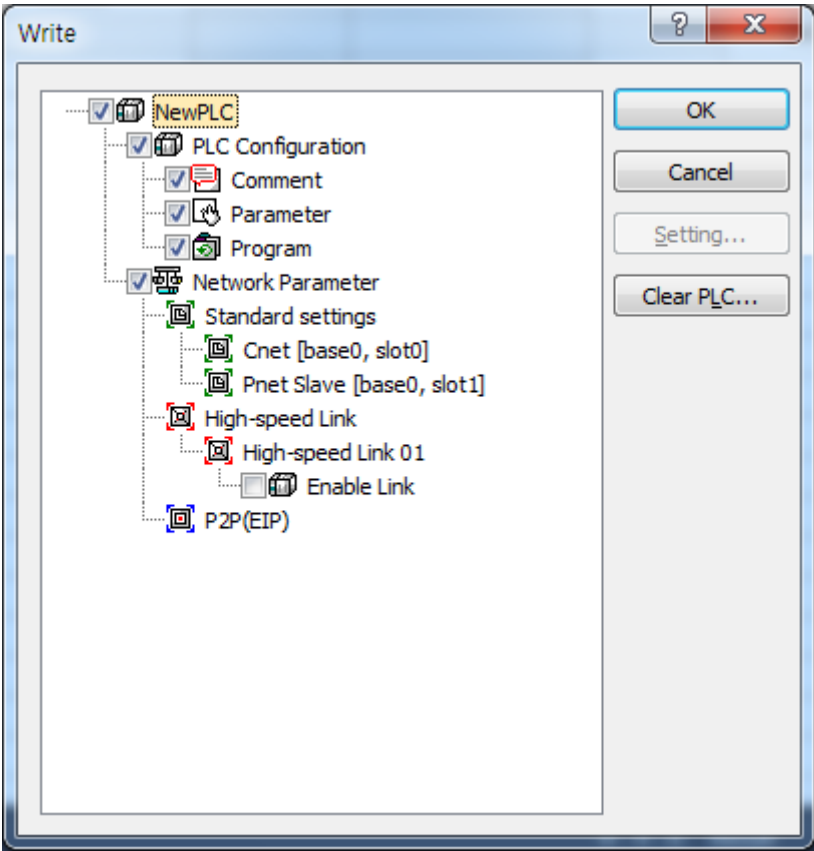 Write
NewPLC
PLC Configuration
Comment
Parameter
Program
Network Parameter
Standard settings
Cnet [base0, slot0]
Pnet Slave [base0, slot1]
High-speed Link
High-speed Link 01
Enable Link
P2P(EIP)
OK
Cancel
Setting...
Clear PLC...